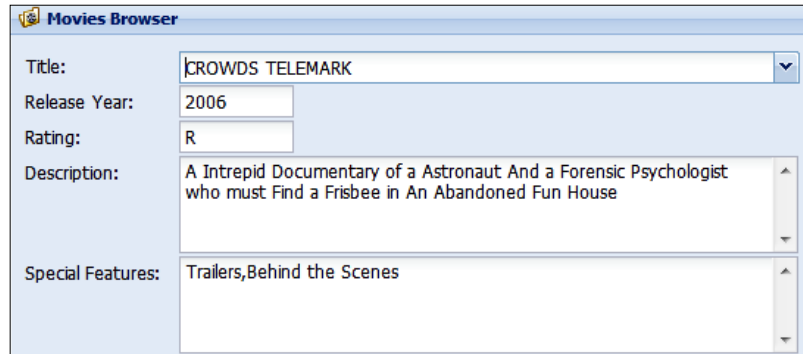 Movies Browser
Title: CROWDS TELEMARK
Release Year: 2006
Rating: R
Description: A Intrepid Documentary of a Astronaut And a Forensic Psychologist
who must Find a Frisbee in An Abandoned Fun House
Special Features: Trailers,Behind the Scenes